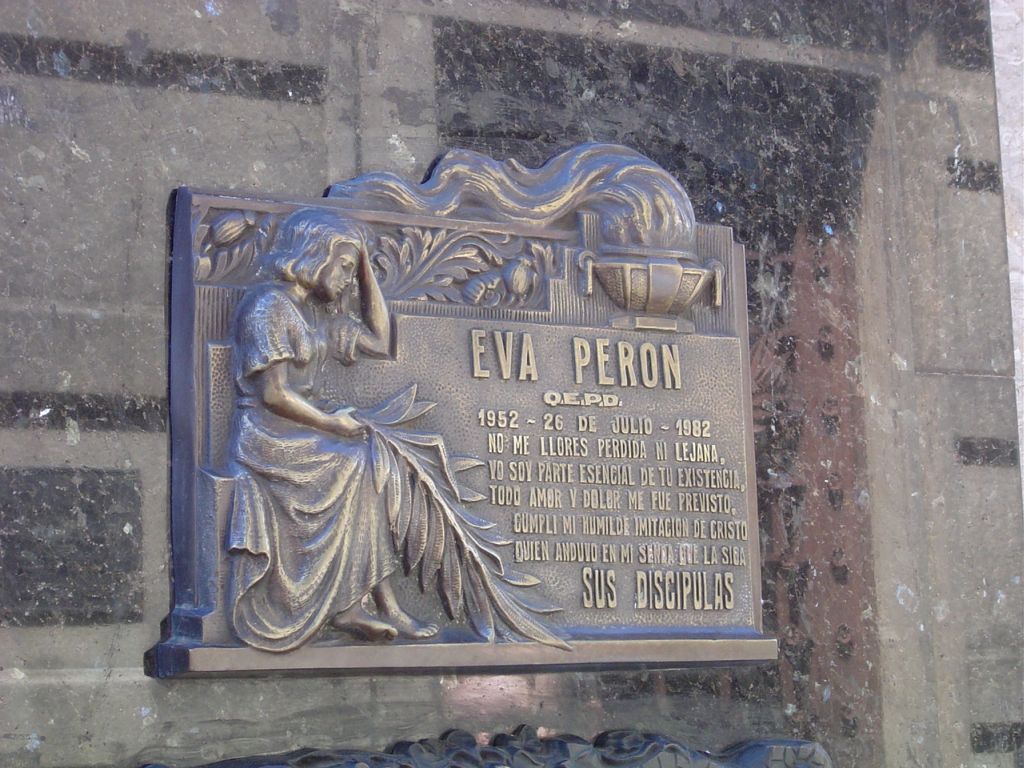 EVA PERON
Q.E.P.D.
1952 - 26 DE JULIO - 1982
NO ME LLORES PERDIDA NI LEJANA,
YO SOY PARTE ESENCIAL DE TU EXISTENCIA,
TODO AMOR Y DOLOR ME FUE PREVISTO,
CUMPLI MI HUMILDE IMITACION DE CRISTO
QUIEN ANDUVO EN MI SENDA QUE LA SIGA
SUS DISCIPULAS